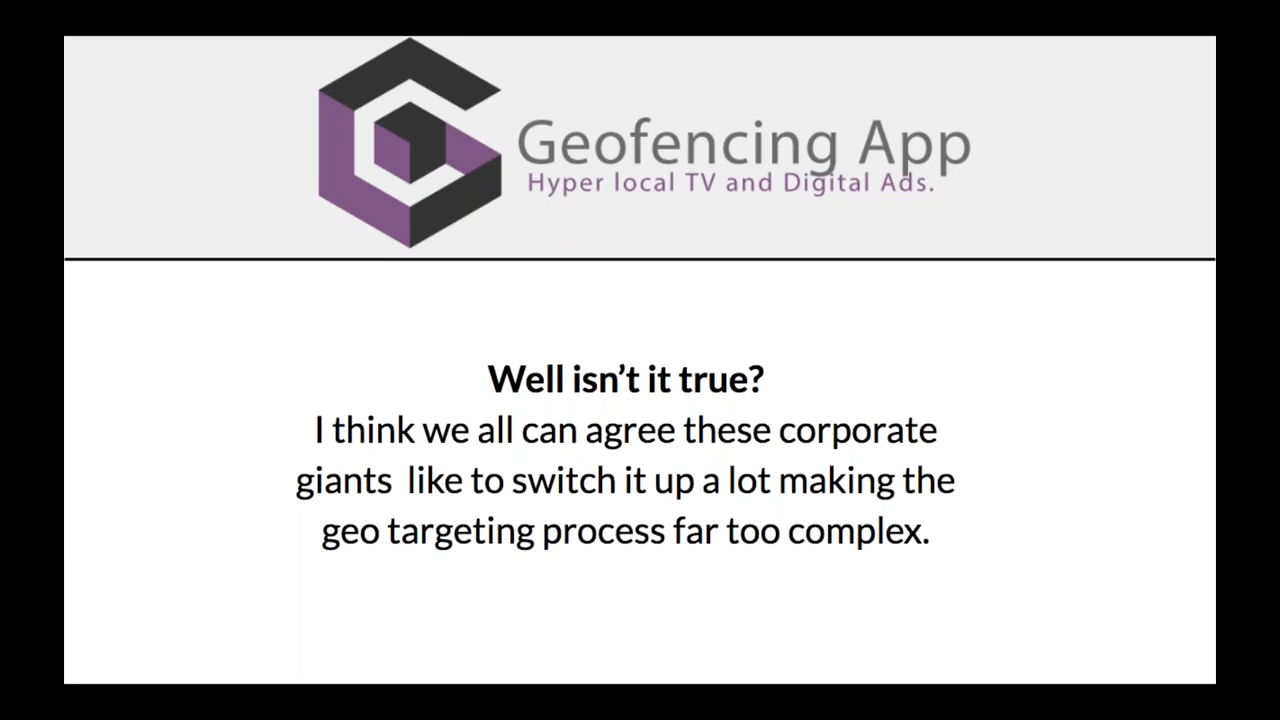 Geofencing App
Hyper local TV and Digital Ads.
Well isn’t it true?
I think we all can agree these corporate
giants  like to switch it up a lot making the
geo targeting process far too complex.